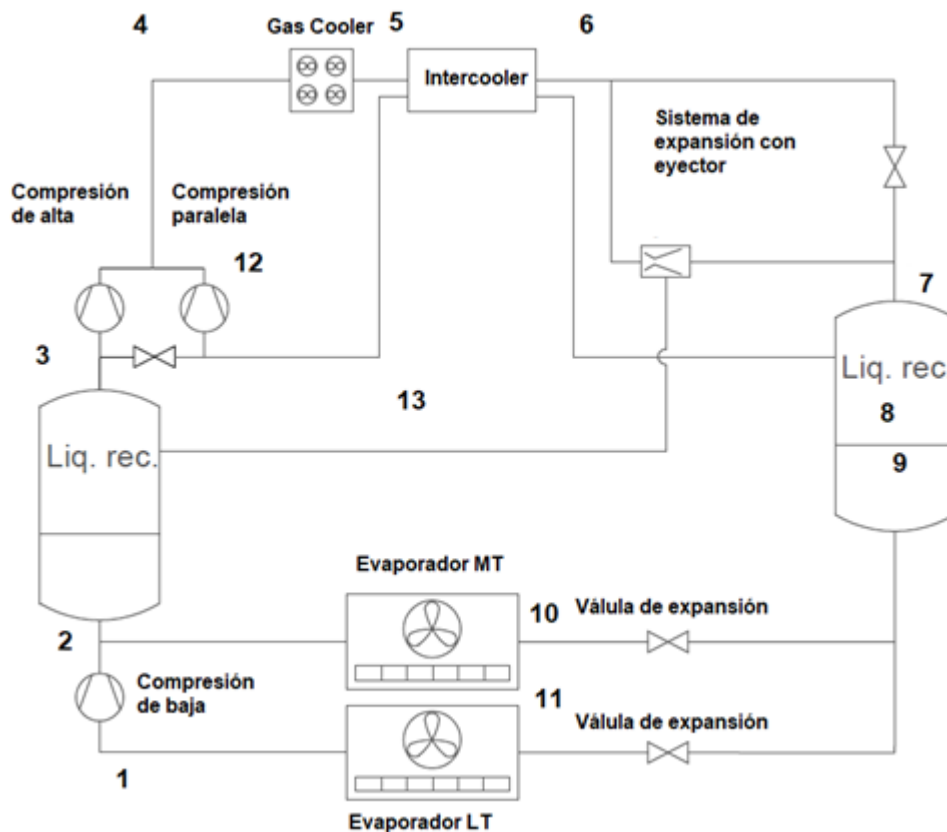 4
Gas Cooler
5
6
Intercooler
Sistema de
expansión con
eyector
Compresión
de alta
Compresión
paralela
12
7
3
Liq. rec.
8
13
Liq. rec.
9
Evaporador MT
10
Válula de expansión
2
Compresión
de baja
11
Válula de expansión
1
Evaporador LT